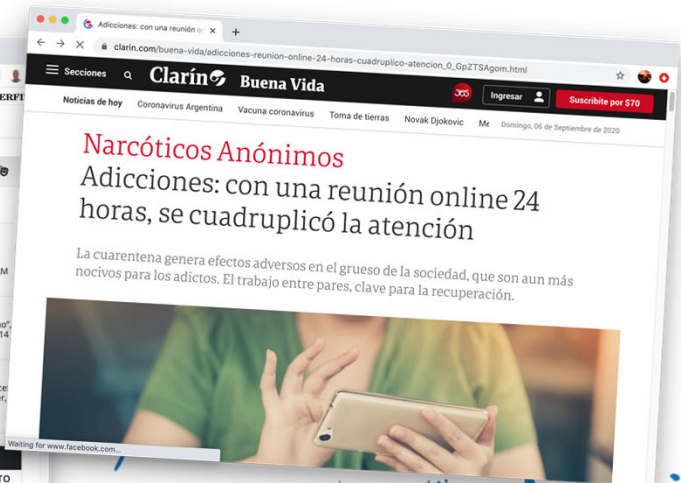 Adicciones: con una reunión o
clarin.com/buena-vida/adicciones-reunion-online-24-horas-cuadruplico-atencion_0_GpZTSAgom.html
Secciones Clarín Buena Vida 365 Ingresar Suscribite por $70
Noticias de hoy Coronavirus Argentina Vacuna coronavirus Toma de tierras Novak Djokovic Domingo, 06 de Septiembre de 2020
Narcóticos Anónimos
Adicciones: con una reunión online 24
horas, se cuadruplicó la atención
La cuarentena genera efectos adversos en el grueso de la sociedad, que son aun más
nocivos para los adictos. El trabajo entre pares, clave para la recuperación.
Waiting for www.facebook.com...